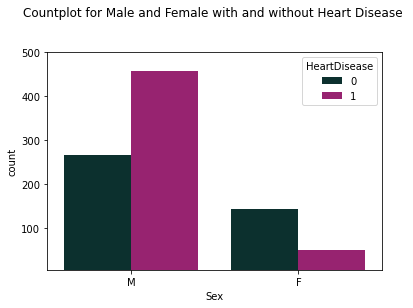 Countplot for Male and Female with and without Heart Disease
500
400
300
200
100
count
HeartDisease
0
1
M
F
Sex